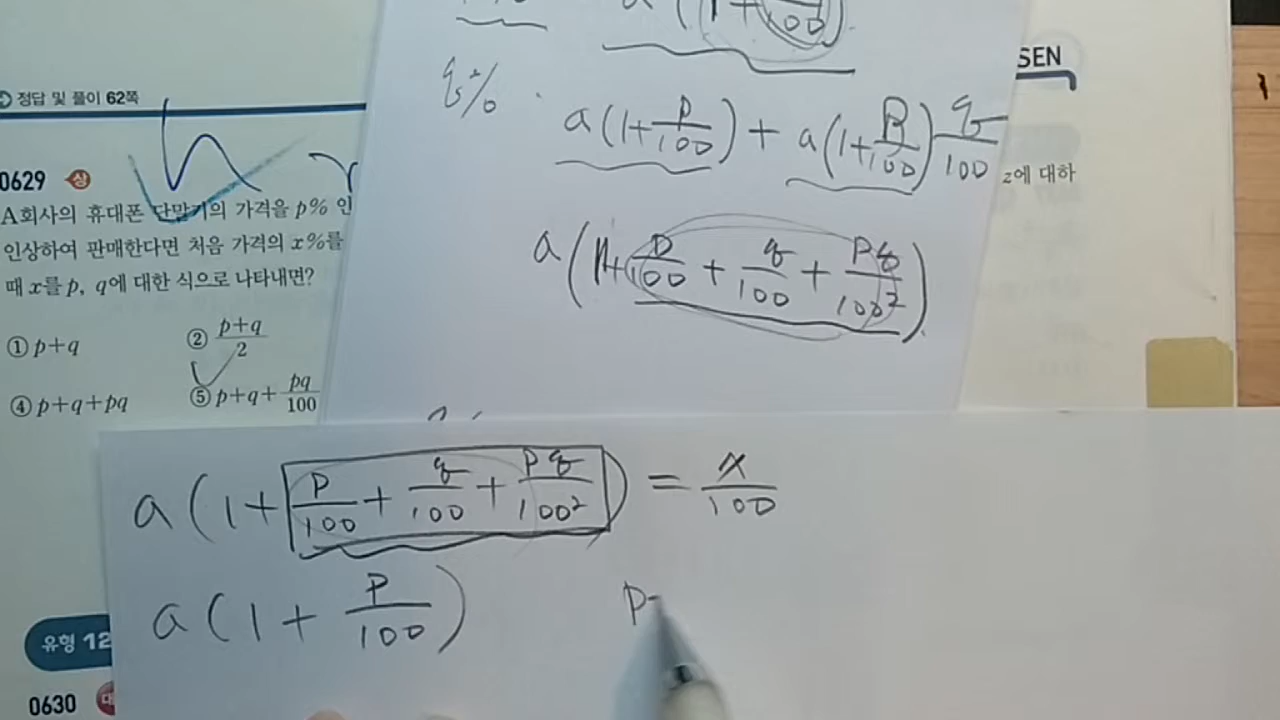 a(1+p/100)
q%
a(1+p/100)+a(1+p/100)q/100
a(1+p/100+q/100+pq/100²)
SEN
정답 및 풀이 62쪽
0629 상
A회사의 휴대폰 단말기의 가격을 p% 인
인상하여 판매한다면 처음 가격의 x%를
때 x를 p, q에 대한 식으로 나타내면?
① p+q
② p+q/2
④ p+q+pq
⑤ p+q+pq/100
z에 대하
a(1+p/100+q/100+pq/100²)=x/100
a(1+p/100)
p
유형 12
0630 대